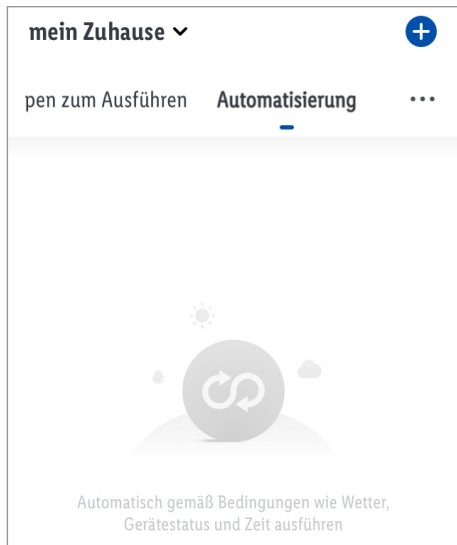 mein Zuhause
pen zum Ausführen Automatisierung
Automatisch gemäß Bedingungen wie Wetter,
Gerätestatus und Zeit ausführen